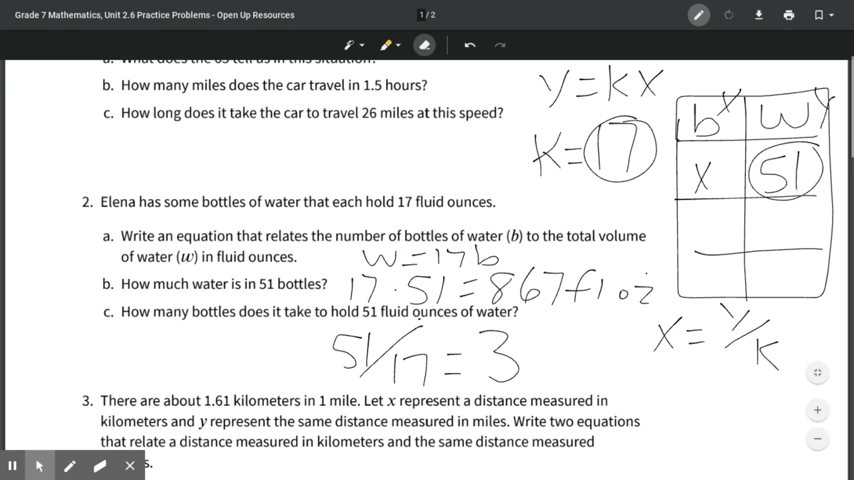 Grade 7 Mathematics, Unit 2.6 Practice Problems - Open Up Resources
1 / 2
b. How many miles does the car travel in 1.5 hours?
c. How long does it take the car to travel 26 miles at this speed?
y = kx
K = 17
b x w y
x 51
2. Elena has some bottles of water that each hold 17 fluid ounces.
a. Write an equation that relates the number of bottles of water (b) to the total volume
of water (w) in fluid ounces.
w = 17b
b. How much water is in 51 bottles?
17 · 51 = 867 fl oz
c. How many bottles does it take to hold 51 fluid ounces of water?
51/17 = 3
x = y/k
3. There are about 1.61 kilometers in 1 mile. Let x represent a distance measured in
kilometers and y represent the same distance measured in miles. Write two equations
that relate a distance measured in kilometers and the same distance measured
s.